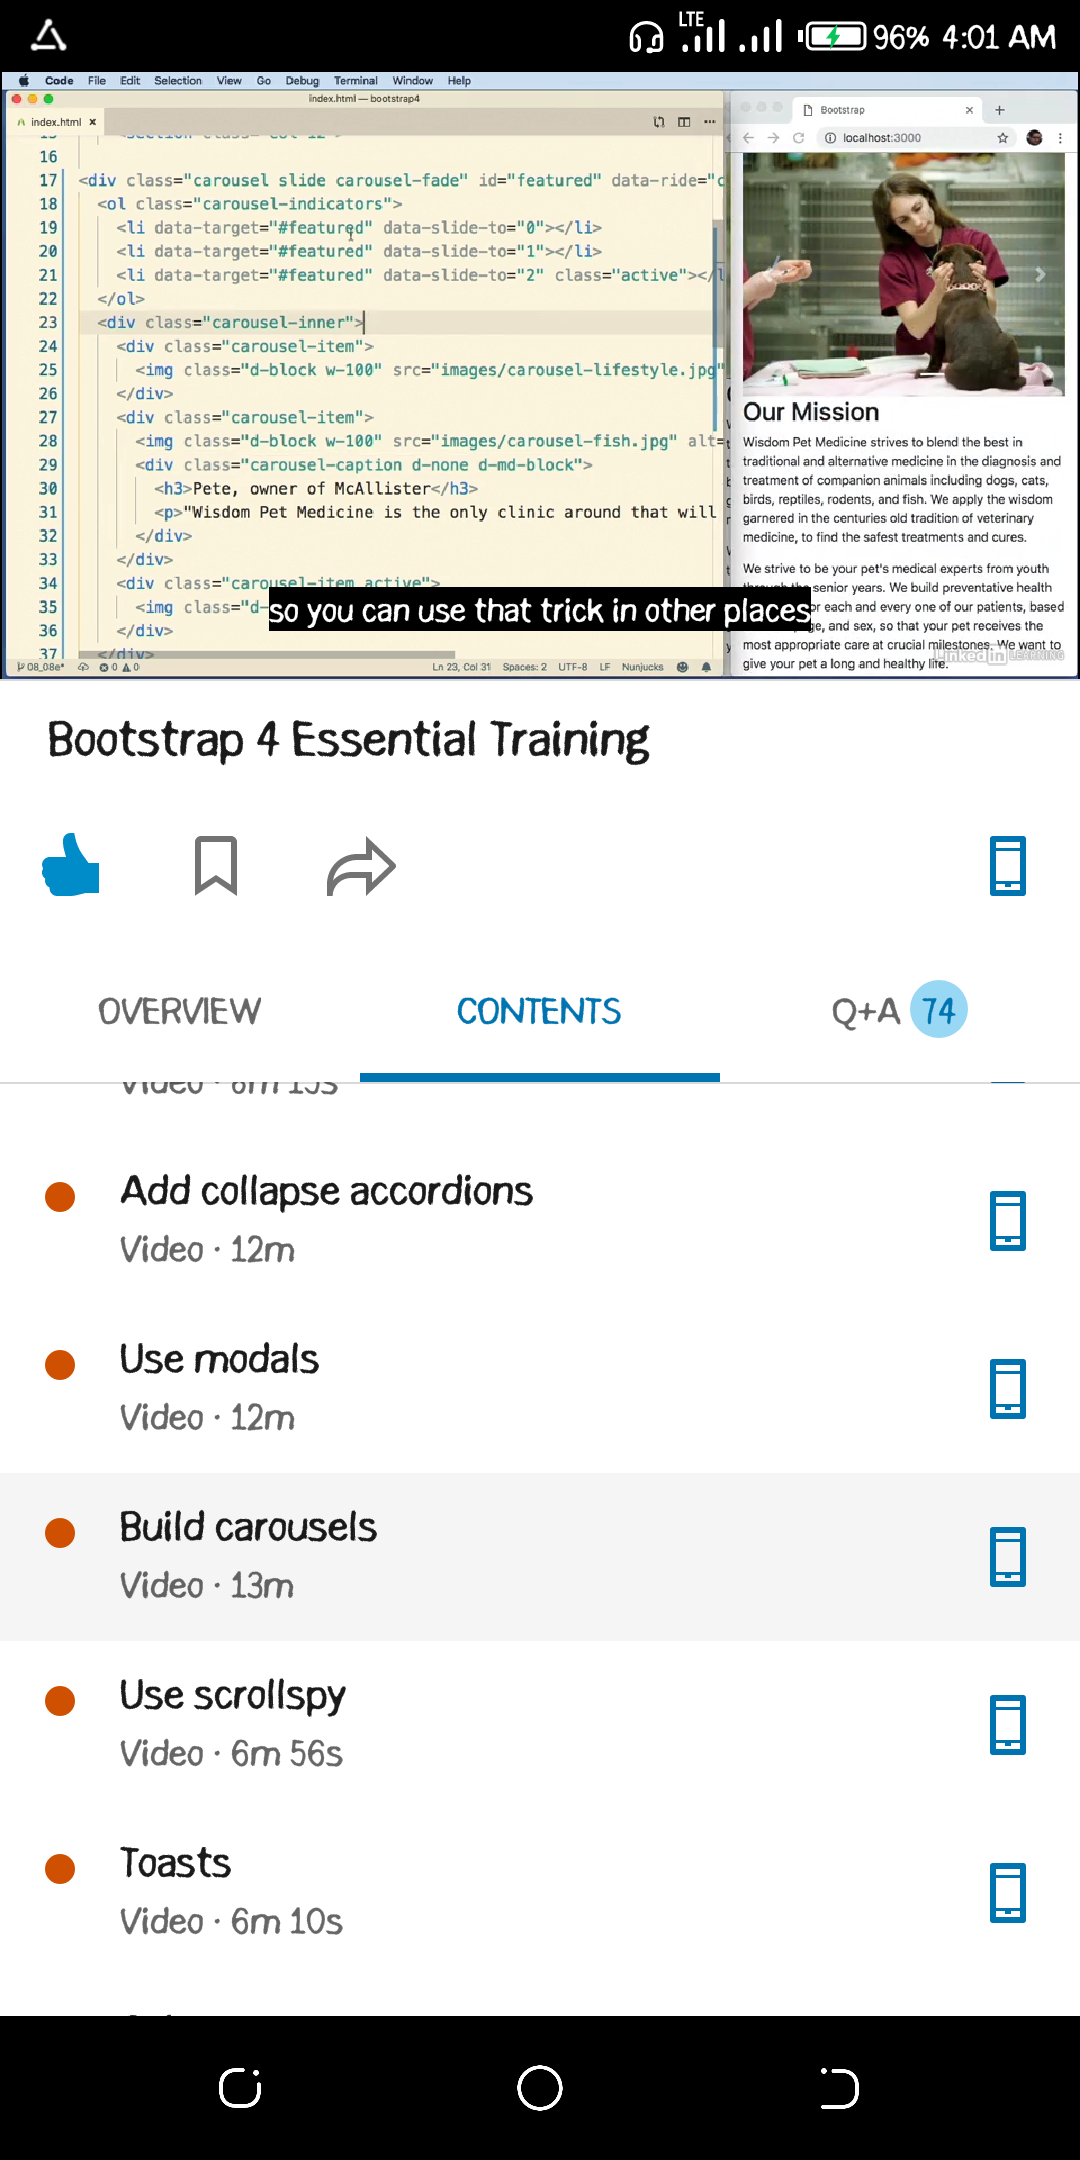 LTE 96% 4:01 AM
Code File Edit Selection View Go Debug Terminal Window Help
index.html — bootstrap4
index.html
16
17 <div class="carousel slide carousel-fade" id="featured" data-ride="c
18 <ol class="carousel-indicators">
19 <li data-target="#featured" data-slide-to="0"></li>
20 <li data-target="#featured" data-slide-to="1"></li>
21 <li data-target="#featured" data-slide-to="2" class="active"></l
22 </ol>
23 <div class="carousel-inner">
24 <div class="carousel-item">
25 <img class="d-block w-100" src="images/carousel-lifestyle.jpg"
26 </div>
27 <div class="carousel-item">
28 <img class="d-block w-100" src="images/carousel-fish.jpg" alt=
29 <div class="carousel-caption d-none d-md-block">
30 <h3>Pete, owner of McAllister</h3>
31 <p>"Wisdom Pet Medicine is the only clinic around that will
32 </div>
33 </div>
34 <div class="carousel-item active">
35 <img class="d-
36 </div>
37 </div>
08_08e* 0 0 Ln 23, Col 31 Spaces: 2 UTF-8 LF Nunjucks
Bootstrap
localhost:3000
Our Mission
Wisdom Pet Medicine strives to blend the best in
traditional and alternative medicine in the diagnosis and
treatment of companion animals including dogs, cats,
birds, reptiles, rodents, and fish. We apply the wisdom
garnered in the centuries old tradition of veterinary
medicine, to find the safest treatments and cures.
We strive to be your pet's medical experts from youth
through the senior years. We build preventative health
or each and every one of our patients, based
ge, and sex, so that your pet receives the
most appropriate care at crucial milestones. We want to
give your pet a long and healthy life.
LinkedIn LEARNING
so you can use that trick in other places
Bootstrap 4 Essential Training
OVERVIEW CONTENTS Q+A 74
Video · 6m 15s
Add collapse accordions
Video · 12m
Use modals
Video · 12m
Build carousels
Video · 13m
Use scrollspy
Video · 6m 56s
Toasts
Video · 6m 10s